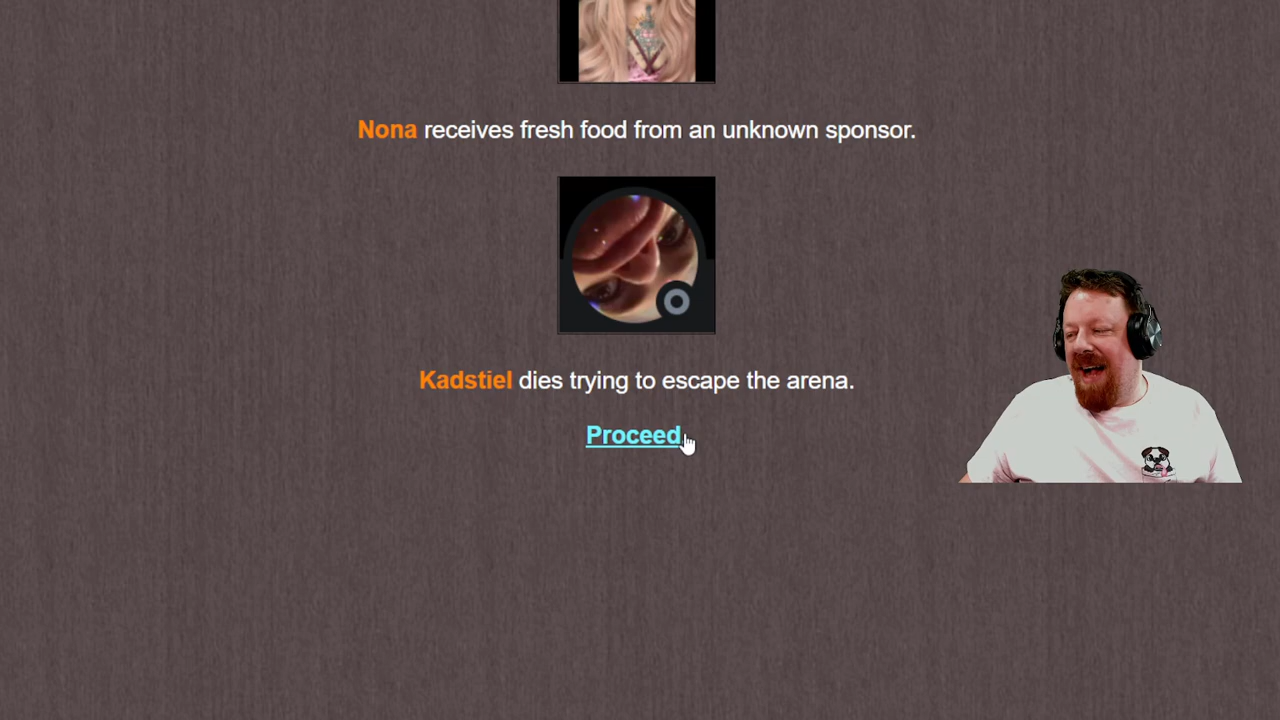 Nona receives fresh food from an unknown sponsor.
Kadstiel dies trying to escape the arena.
Proceed